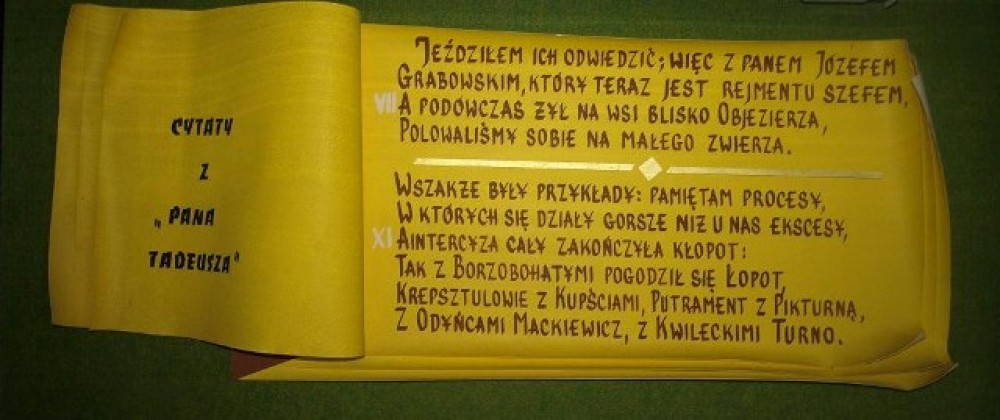 CYTATY
Z
„PANA
TADEUSZA"
JEŹDZIŁEM ICH ODWIEDZIĆ; WIĘC Z PANEM JÓZEFEM
GRABOWSKIM, KTÓRY TERAZ JEST REJMENTU SZEFEM,
VII A PODÓWCZAS ŻYŁ NA WSI BLISKO OBJEZIERZA,
POLOWALIŚMY SOBIE NA MAŁEGO ZWIERZA.
WSZAKŻE BYŁY PRZYKŁADY: PAMIĘTAM PROCESY,
W KTÓRYCH SIĘ DZIAŁY GORSZE NIŻ U NAS EKSCESY,
XI A INTERCYZA CAŁY ZAKOŃCZYŁA KŁOPOT:
TAK Z BORZOBOHATYMI POGODZIŁ SIĘ ŁOPOT,
KREPSZTULOWIE Z KUPŚCIAMI, PUTRAMENT Z PIKTURNĄ,
Z ODYŃCAMI MACKIEWICZ, Z KWILECKIMI TURNO.